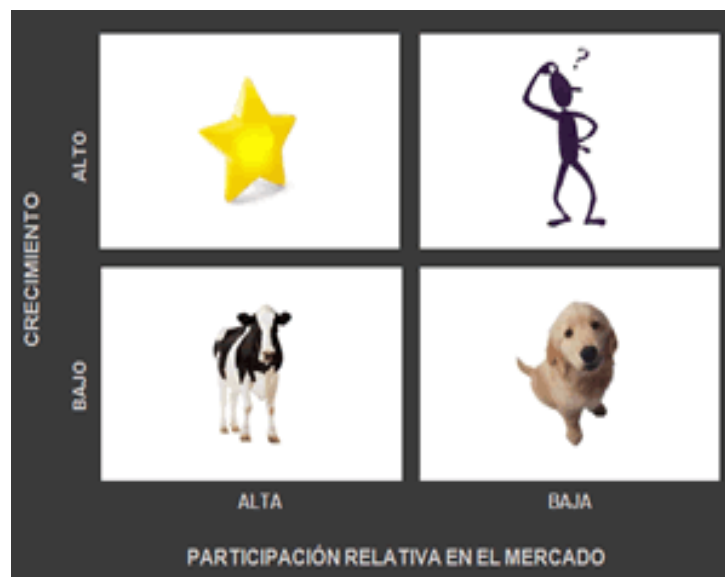 ?
ALTO
CRECIMIENTO
BAJO
ALTA
BAJA
PARTICIPACIÓN RELATIVA EN EL MERCADO